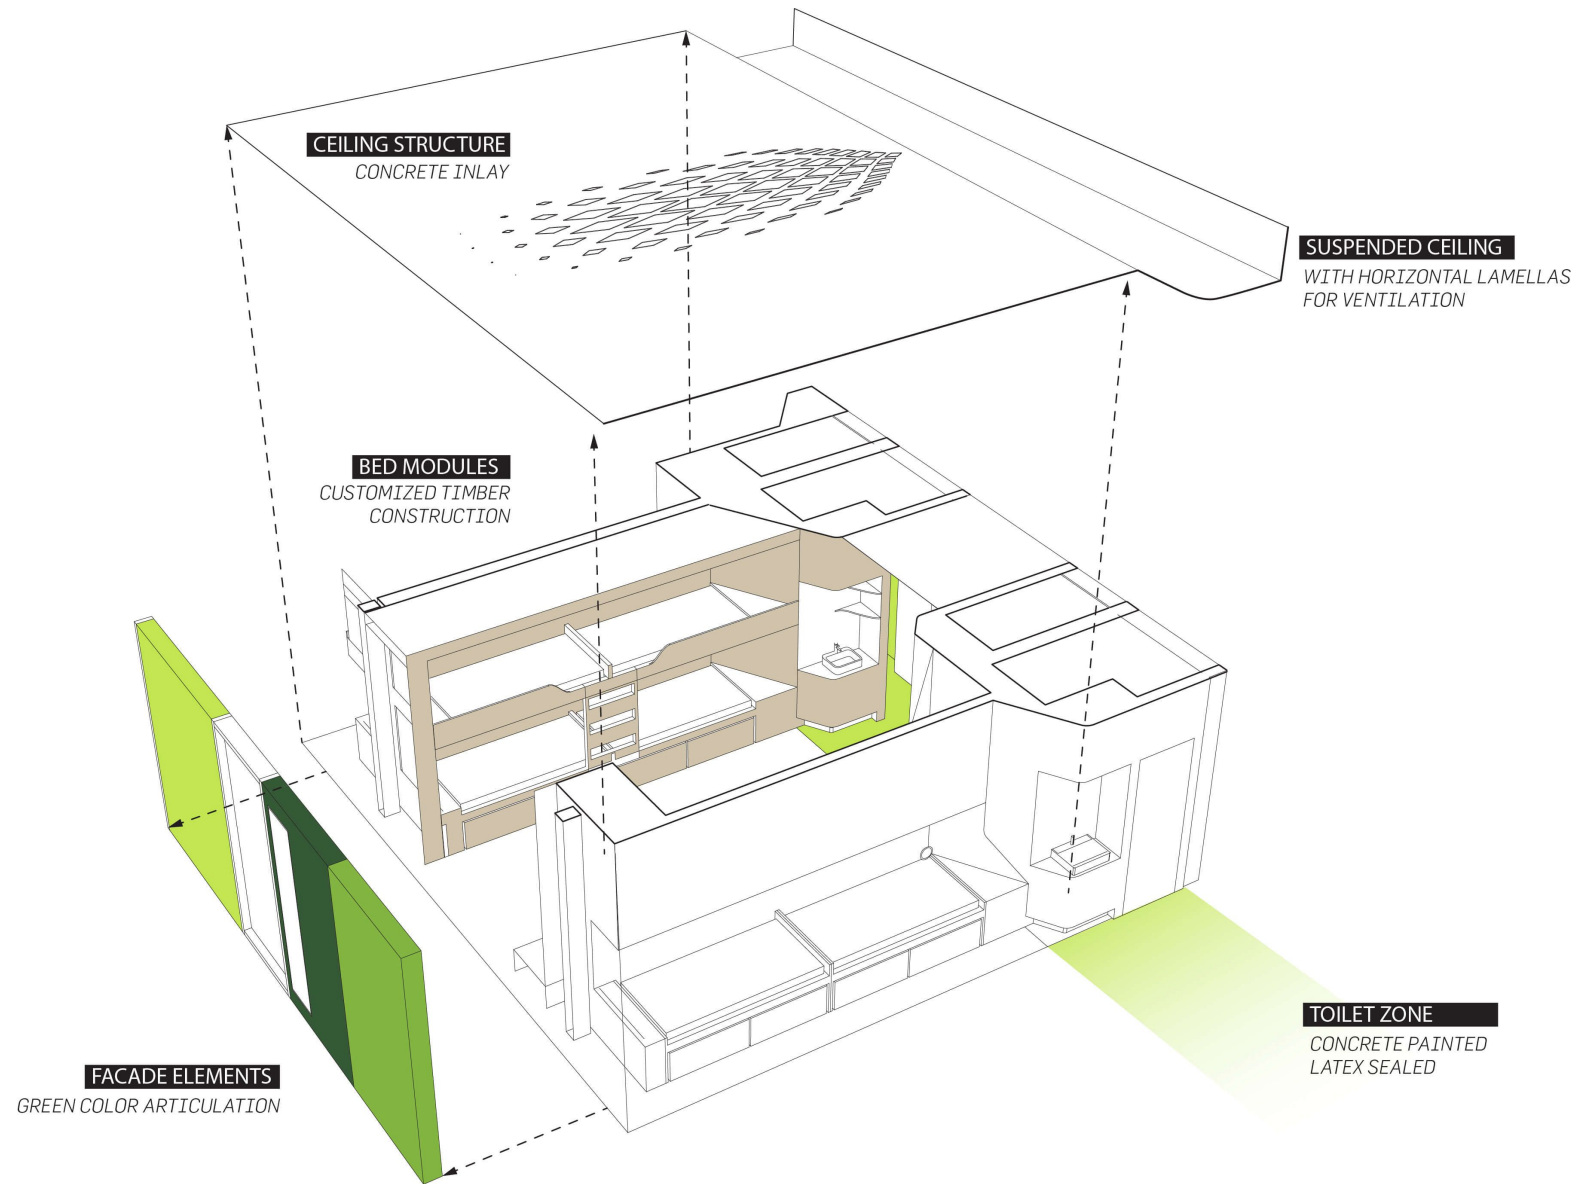 CEILING STRUCTURE
CONCRETE INLAY
SUSPENDED CEILING
WITH HORIZONTAL LAMELLAS
FOR VENTILATION
BED MODULES
CUSTOMIZED TIMBER
CONSTRUCTION
TOILET ZONE
CONCRETE PAINTED
LATEX SEALED
FACADE ELEMENTS
GREEN COLOR ARTICULATION